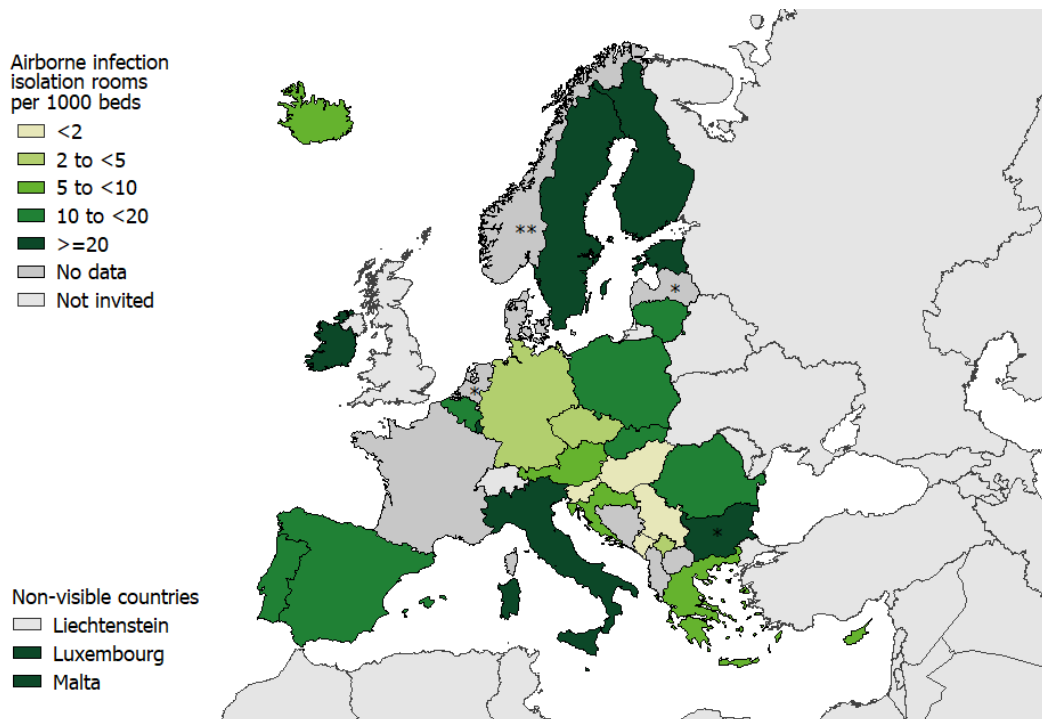 Airborne infection
isolation rooms
per 1000 beds
<2
2 to <5
5 to <10
10 to <20
>=20
No data
Not invited
**
*
*
*
Non-visible countries
Liechtenstein
Luxembourg
Malta